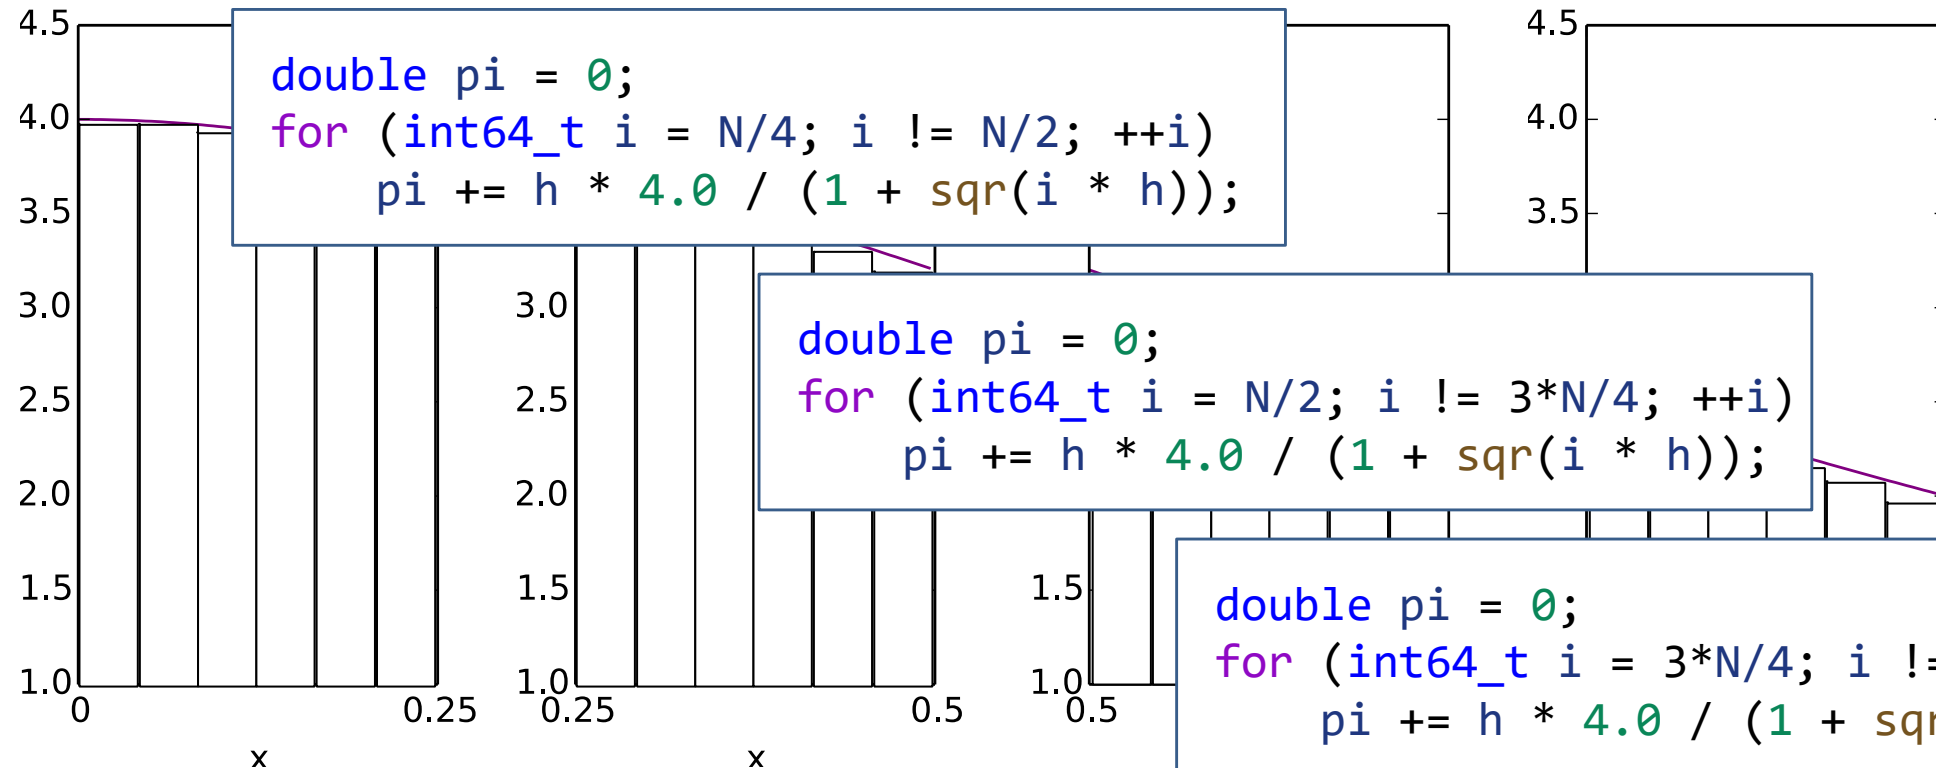 double pi = 0;
for (int64_t i = N/4; i != N/2; ++i)
    pi += h * 4.0 / (1 + sqr(i * h));
double pi = 0;
for (int64_t i = N/2; i != 3*N/4; ++i)
    pi += h * 4.0 / (1 + sqr(i * h));
double pi = 0;
for (int64_t i = 3*N/4; i !=
    pi += h * 4.0 / (1 + sqr
4.5
4.0
3.5
3.0
2.5
2.0
1.5
1.0
0 0.25
x
3.0
2.5
2.0
1.5
1.0
0.25 0.5
x
1.5
1.0
0.5
4.5
4.0
3.5